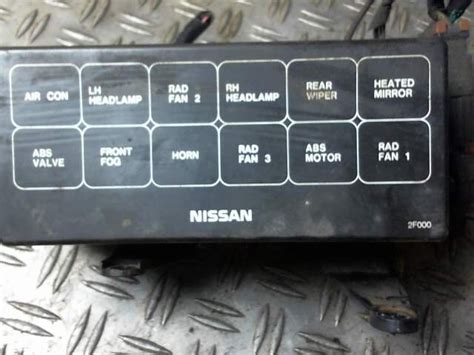 AIR CON
LH HEADLAMP
RAD FAN 2
RH HEADLAMP
REAR WIPER
HEATED MIRROR
ABS VALVE
FRONT FOG
HORN
RAD FAN 3
ABS MOTOR
RAD FAN 1
NISSAN
2F000